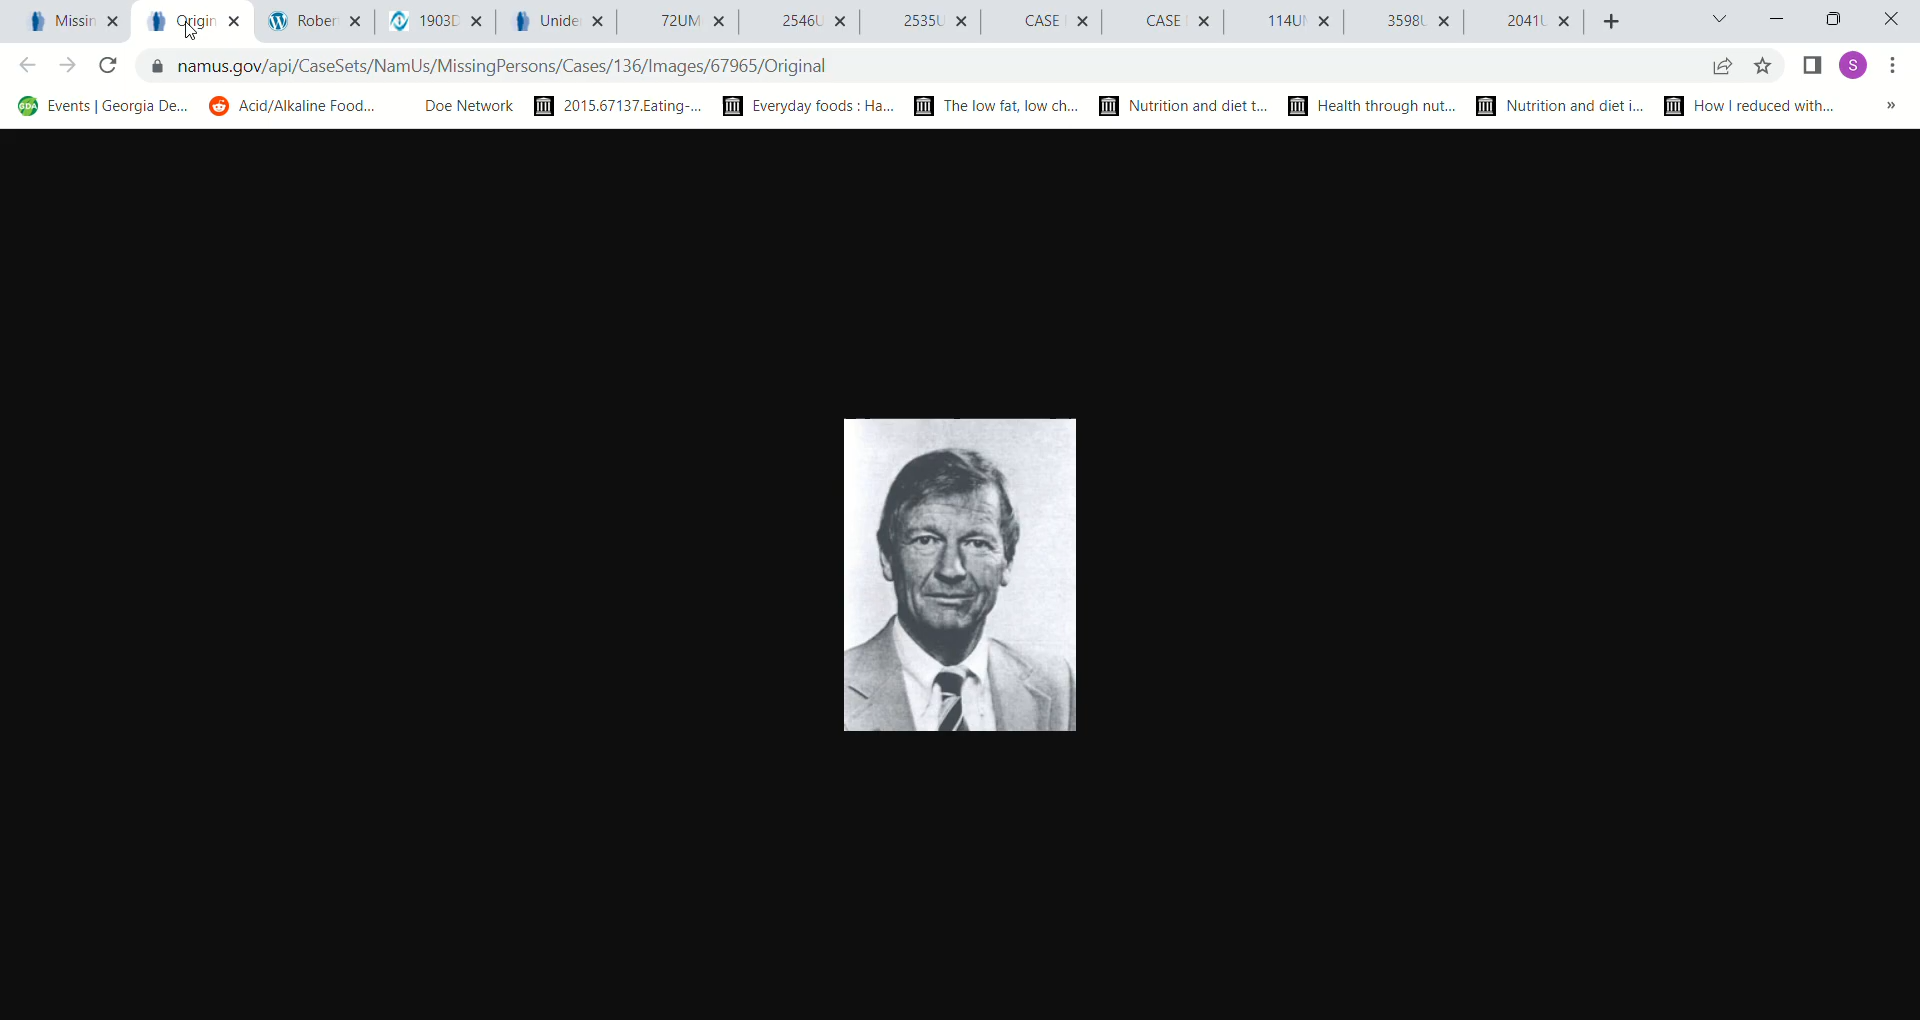 Missin Origin Rober 1903D Unide 72UM 2546U 2535U CASE CASE 114UM 3598U 2041U
namus.gov/api/CaseSets/NamUs/MissingPersons/Cases/136/Images/67965/Original S
Events | Georgia De... Acid/Alkaline Food... Doe Network 2015.67137.Eating-... Everyday foods : Ha... The low fat, low ch... Nutrition and diet t... Health through nut... Nutrition and diet i... How I reduced with... »